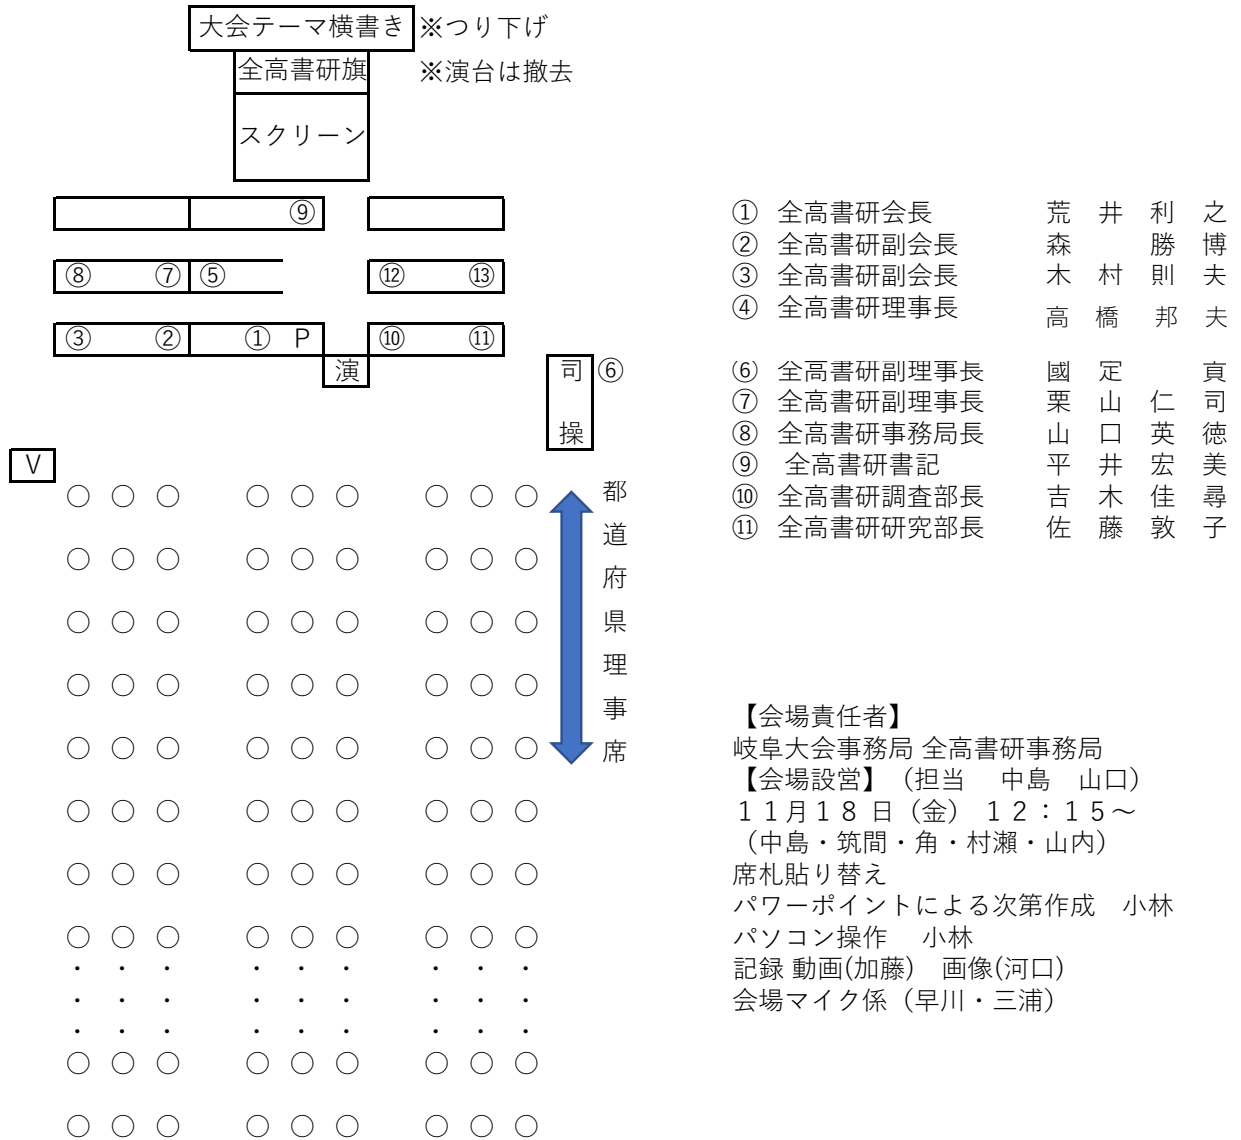 大会テーマ横書き ※つり下げ
全高書研旗 ※演台は撤去
スクリーン
⑨
⑧ ⑦ ⑤ ⑫ ⑬
③ ② ① P ⑩ ⑪
演 司 ⑥
操
V
都道府県理事席
① 全高書研会長 荒井利之
② 全高書研副会長 森 勝博
③ 全高書研副会長 木村則夫
④ 全高書研理事長 高橋邦夫
⑥ 全高書研副理事長 國定 貢
⑦ 全高書研副理事長 栗山仁司
⑧ 全高書研事務局長 山口英徳
⑨ 全高書研書記 平井宏美
⑩ 全高書研調査部長 吉木佳尋
⑪ 全高書研研究部長 佐藤敦子
【会場責任者】
岐阜大会事務局 全高書研事務局
【会場設営】（担当 中島 山口）
１１月１８日（金） １２：１５～
（中島・筑間・角・村瀬・山内）
席札貼り替え
パワーポイントによる次第作成 小林
パソコン操作 小林
記録 動画(加藤) 画像(河口)
会場マイク係（早川・三浦）